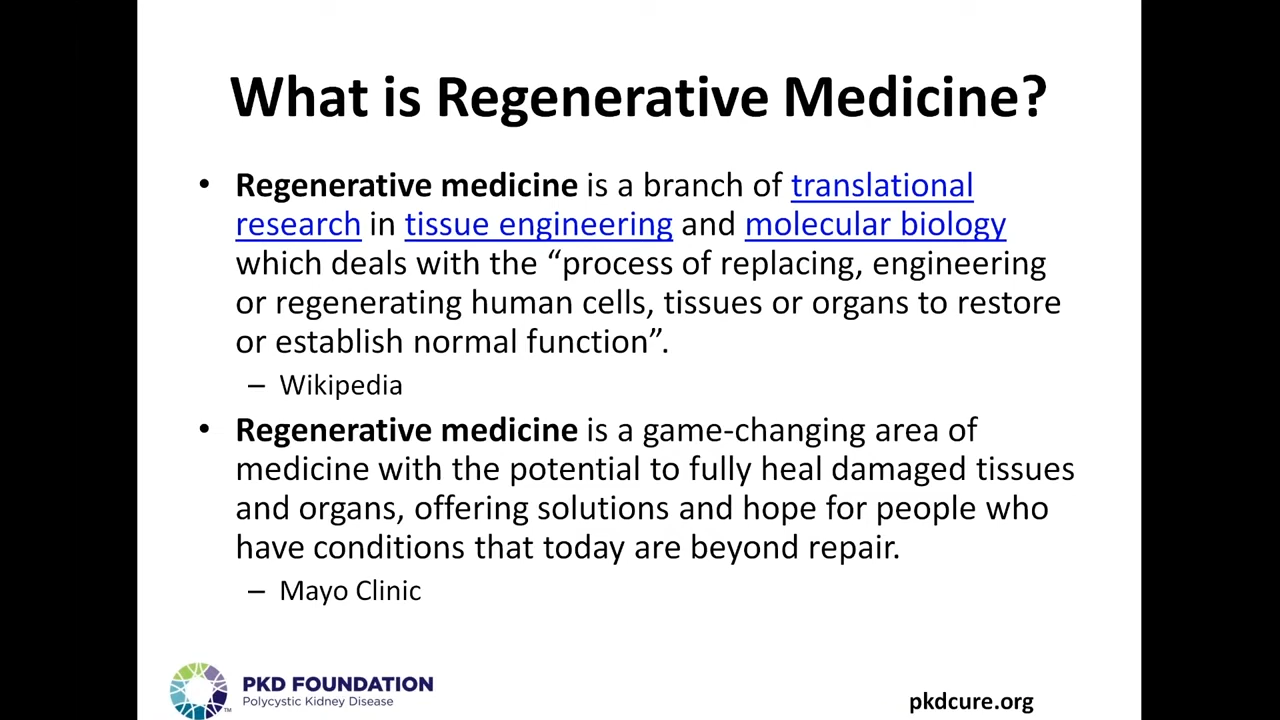 What is Regenerative Medicine?
• Regenerative medicine is a branch of translational
research in tissue engineering and molecular biology
which deals with the “process of replacing, engineering
or regenerating human cells, tissues or organs to restore
or establish normal function”.
– Wikipedia
• Regenerative medicine is a game-changing area of
medicine with the potential to fully heal damaged tissues
and organs, offering solutions and hope for people who
have conditions that today are beyond repair.
– Mayo Clinic
PKD FOUNDATION
Polycystic Kidney Disease
TM
pkdcure.org